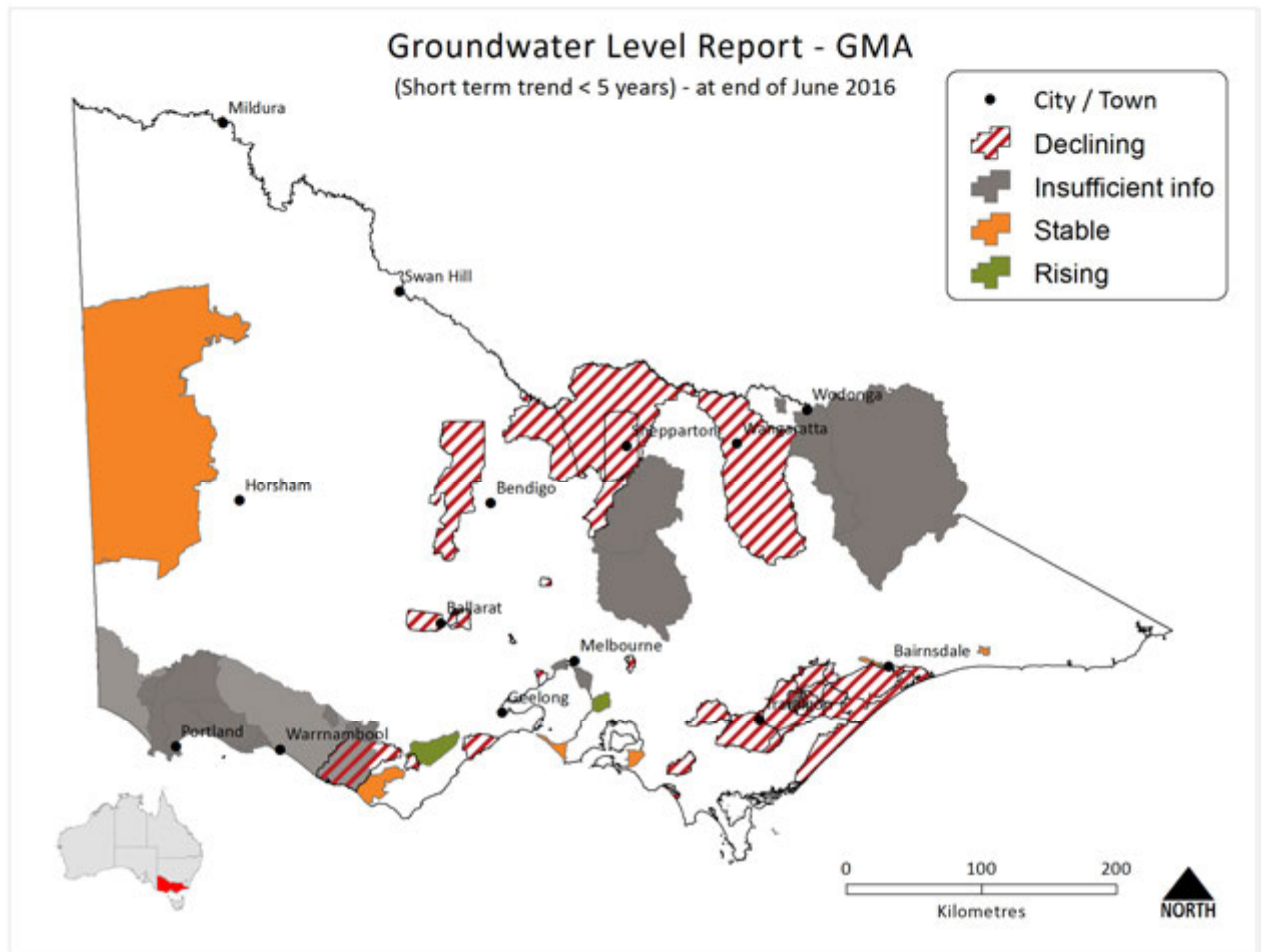 Groundwater Level Report - GMA
(Short term trend < 5 years) - at end of June 2016
City / Town
Declining
Insufficient info
Stable
Rising
Mildura
Swan Hill
Wodonga
Shepparton
Wangaratta
Horsham
Bendigo
Ballarat
Melbourne
Bairnsdale
Geelong
Portland
Warrnambool
0 100 200
Kilometres
NORTH